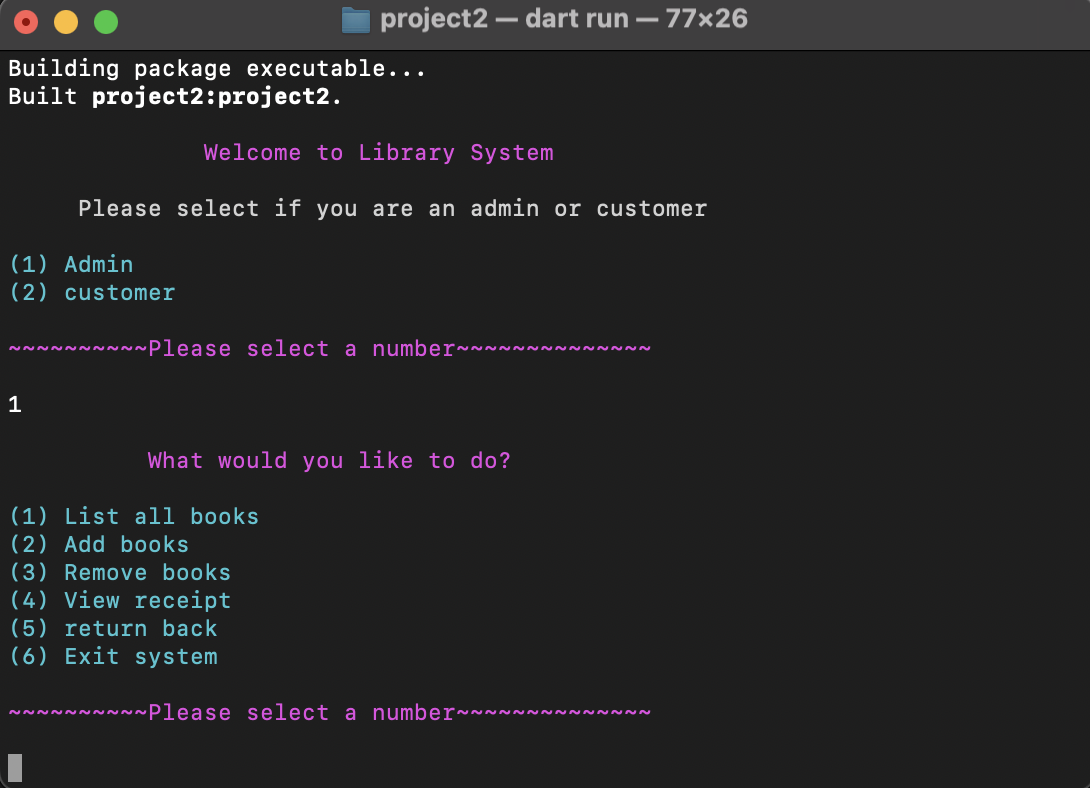 project2 — dart run — 77×26
Building package executable...
Built project2:project2.
Welcome to Library System
Please select if you are an admin or customer
(1) Admin
(2) customer
~~~~~~~~~~Please select a number~~~~~~~~~~~~~~
1
What would you like to do?
(1) List all books
(2) Add books
(3) Remove books
(4) View receipt
(5) return back
(6) Exit system
~~~~~~~~~~Please select a number~~~~~~~~~~~~~~